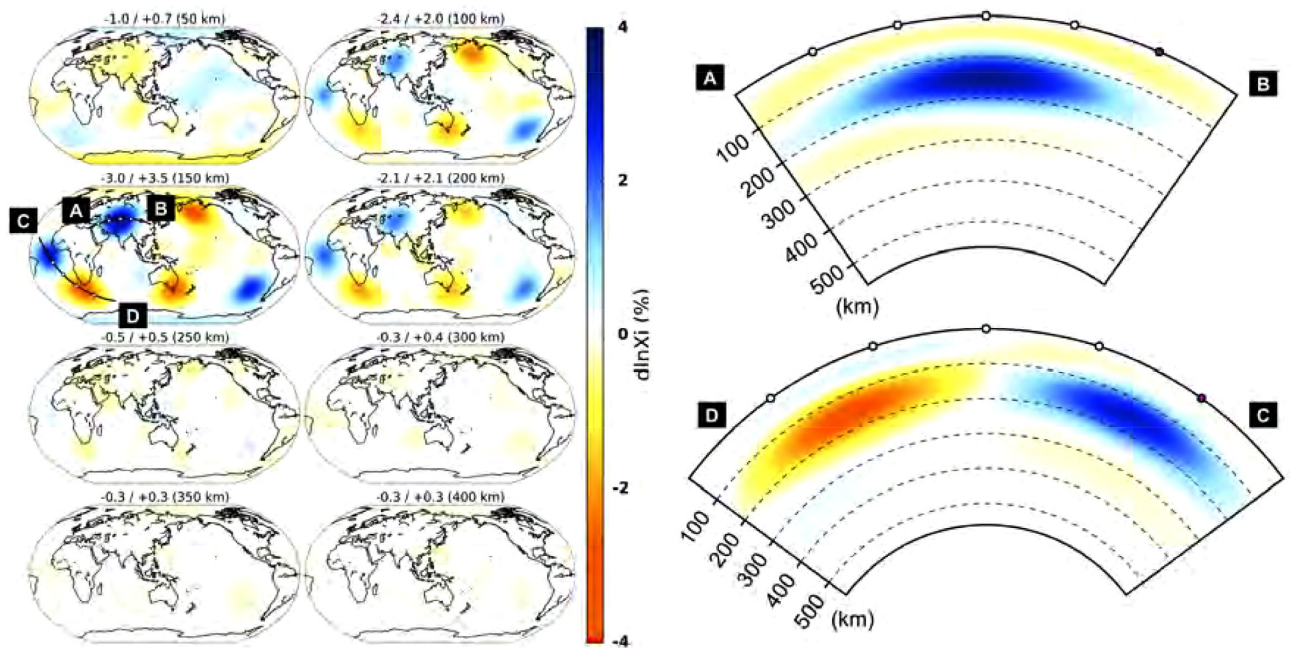 -1.0 / +0.7 (50 km)
-2.4 / +2.0 (100 km)
-3.0 / +3.5 (150 km)
-2.1 / +2.1 (200 km)
C
A
B
D
-0.5 / +0.5 (250 km)
-0.3 / +0.4 (300 km)
-0.3 / +0.3 (350 km)
-0.3 / +0.3 (400 km)
4
2
0
-2
-4
dlnXi (%)
A
B
100
200
300
400
500
(km)
D
C
100
200
300
400
500
(km)